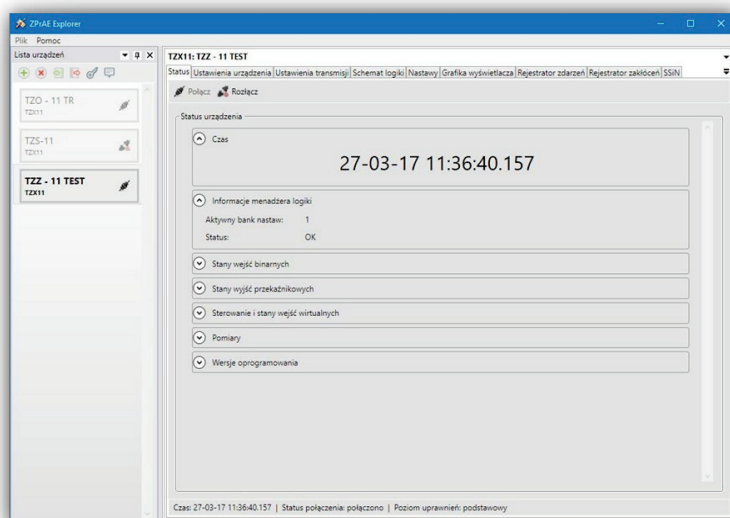 ZPrAE Explorer
Plik Pomoc
Lista urządzeń
TZO - 11 TR
TZX11
TZS-11
TZX11
TZZ - 11 TEST
TZX11
TZX11: TZZ - 11 TEST
Status Ustawienia urządzenia Ustawienia transmisji Schemat logiki Nastawy Grafika wyświetlacza Rejestrator zdarzeń Rejestrator zakłóceń SSiN
Połącz Rozłącz
Status urządzenia
Czas
27-03-17 11:36:40.157
Informacje menadżera logiki
Aktywny bank nastaw: 1
Status: OK
Stany wejść binarnych
Stany wyjść przekaźnikowych
Sterowanie i stany wejść wirtualnych
Pomiary
Wersje oprogramowania
Czas: 27-03-17 11:36:40.157 | Status połączenia: połączono | Poziom uprawnień: podstawowy